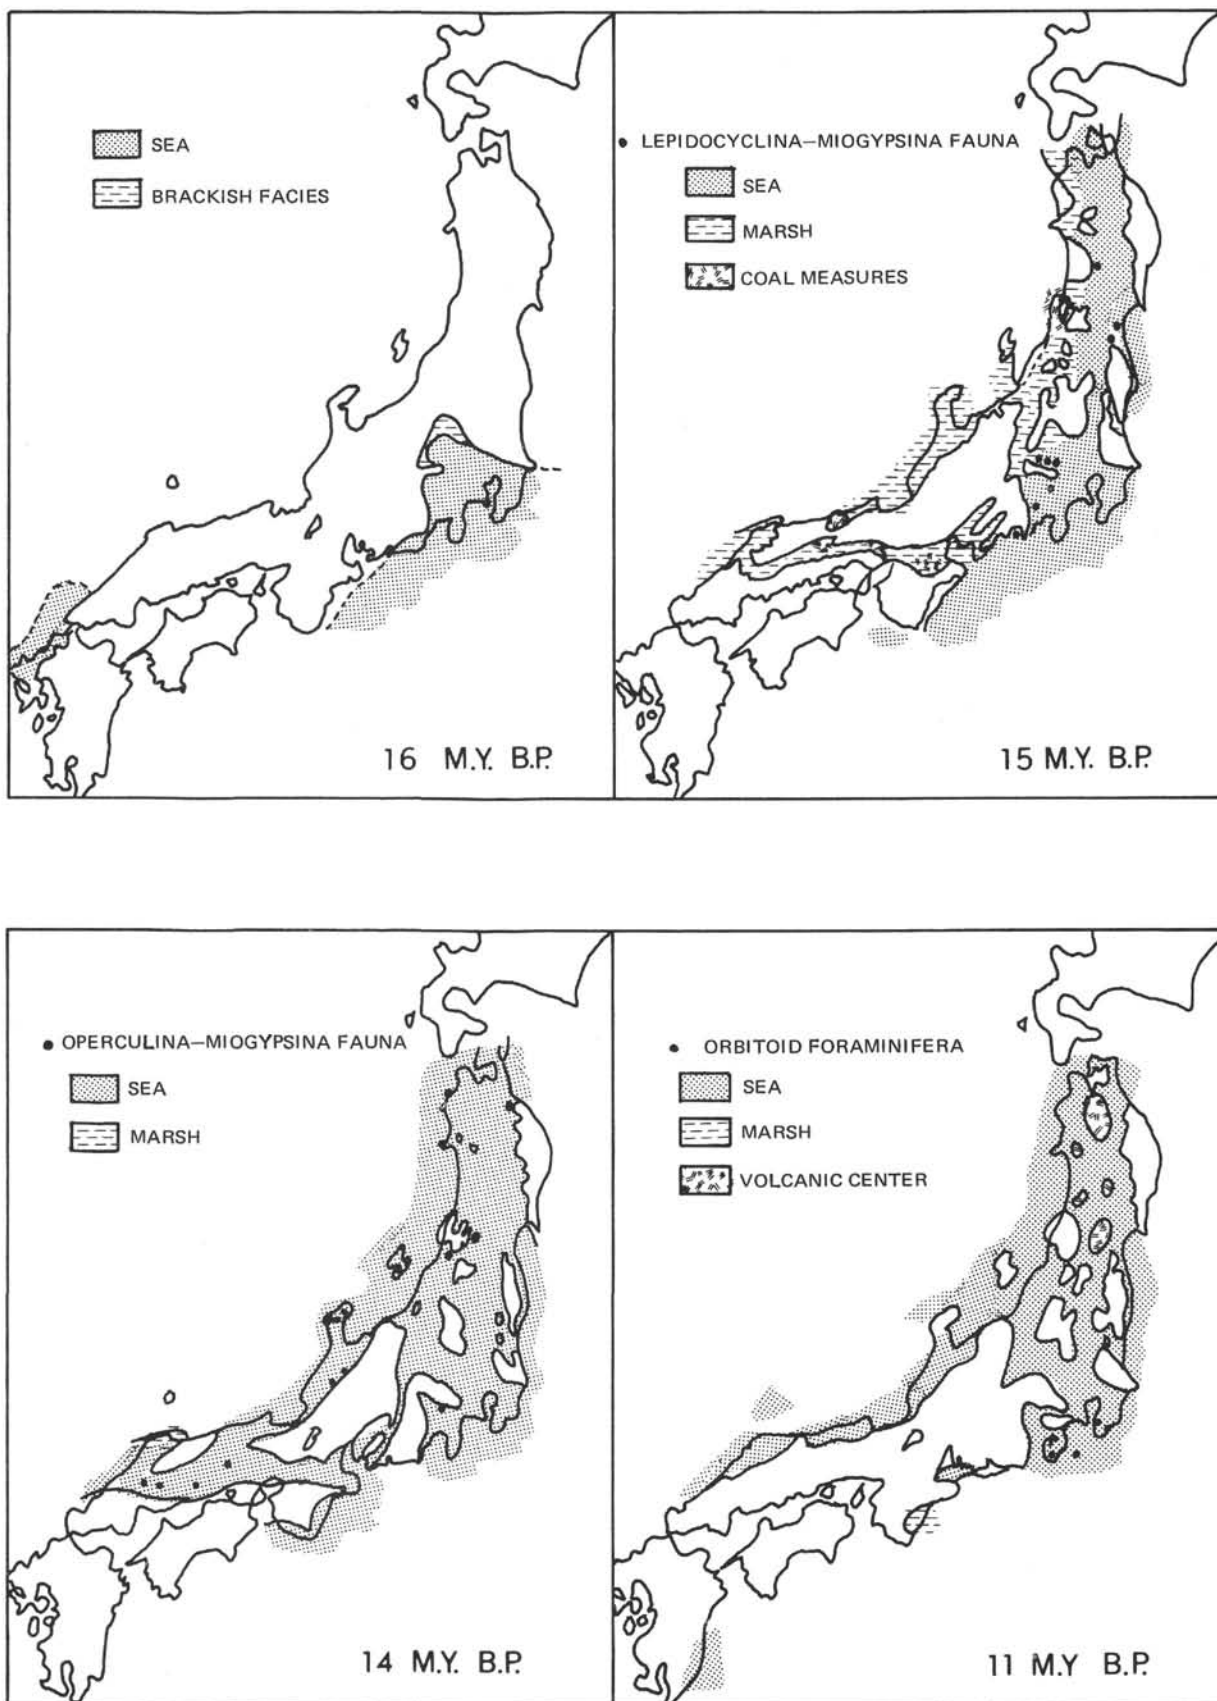 SEA
BRACKISH FACIES
16 M.Y. B.P.
LEPIDOCYCLINA–MIOGYPSINA FAUNA
SEA
MARSH
COAL MEASURES
15 M.Y. B.P.
OPERCULINA–MIOGYPSINA FAUNA
SEA
MARSH
14 M.Y. B.P.
ORBITOID FORAMINIFERA
SEA
MARSH
VOLCANIC CENTER
11 M.Y B.P.